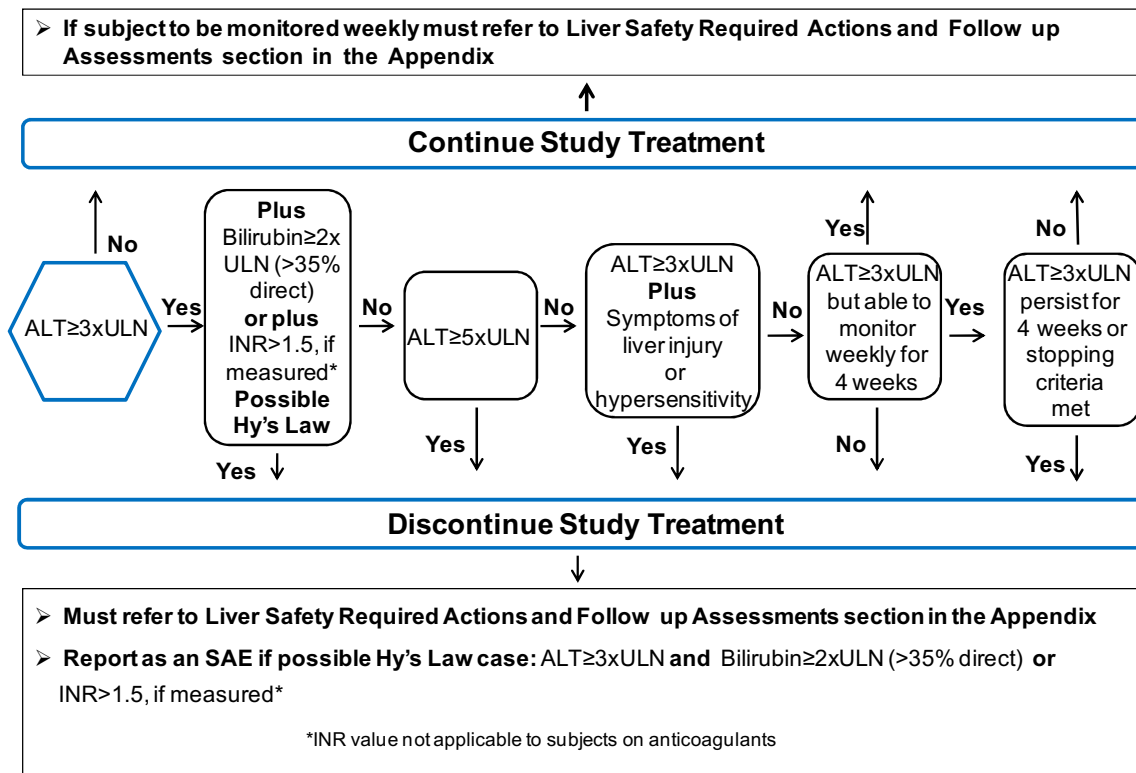 ➢ If subject to be monitored weekly must refer to Liver Safety Required Actions and Follow up
Assessments section in the Appendix
Continue Study Treatment
No
ALT≥3xULN
Yes
Plus
Bilirubin≥2x
ULN (>35%
direct)
or plus
INR>1.5, if
measured*
Possible
Hy's Law
Yes
No
ALT≥5xULN
Yes
No
ALT≥3xULN
Plus
Symptoms of
liver injury
or
hypersensitivity
Yes
No
Yes
ALT≥3xULN
but able to
monitor
weekly for
4 weeks
No
Yes
No
ALT≥3xULN
persist for
4 weeks or
stopping
criteria
met
Yes
Discontinue Study Treatment
➢ Must refer to Liver Safety Required Actions and Follow up Assessments section in the Appendix
➢ Report as an SAE if possible Hy's Law case: ALT≥3xULN and Bilirubin≥2xULN (>35% direct) or
INR>1.5, if measured*
*INR value not applicable to subjects on anticoagulants